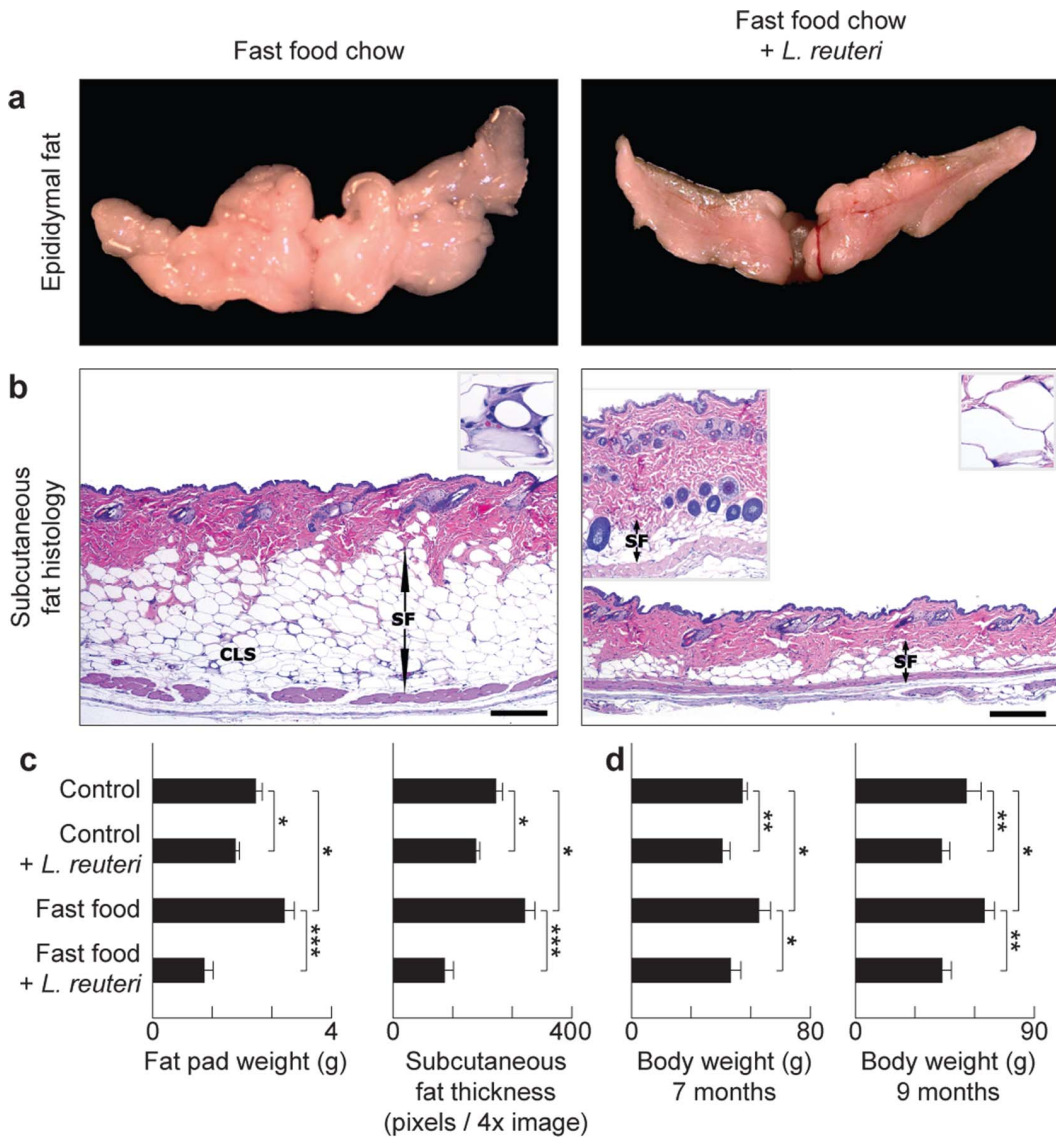 Fast food chow
Fast food chow
+ L. reuteri
a
Epididymal fat
b
Subcutaneous
fat histology
SF
CLS
SF
SF
c
d
Control
Control
+ L. reuteri
Fast food
Fast food
+ L. reuteri
*
*
***
*
*
***
**
*
*
**
*
**
0
4
Fat pad weight (g)
0
400
Subcutaneous
fat thickness
(pixels / 4x image)
0
80
Body weight (g)
7 months
0
90
Body weight (g)
9 months